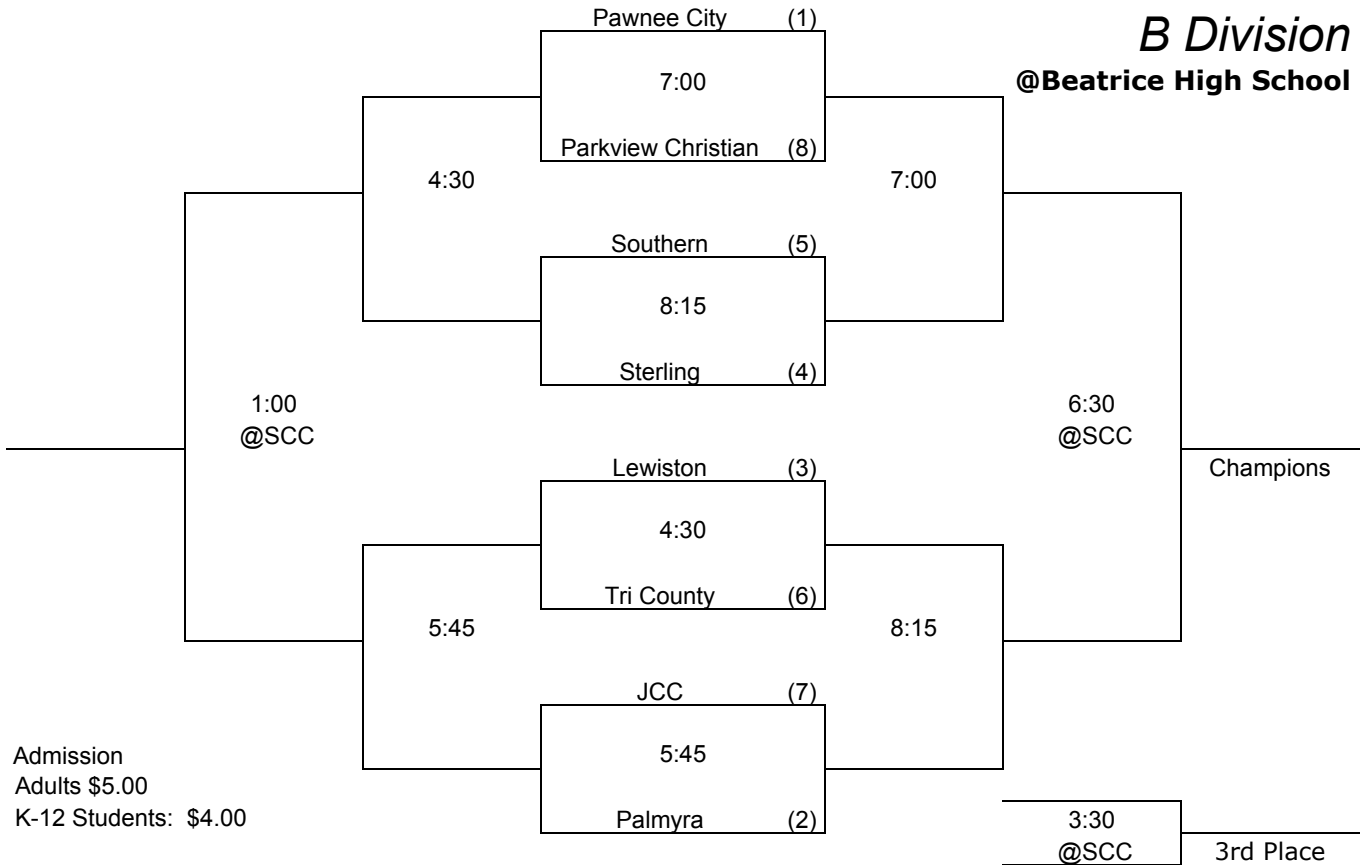 Pawnee City (1)
B Division
@Beatrice High School
7:00
Parkview Christian (8)
4:30
7:00
Southern (5)
8:15
Sterling (4)
1:00
@SCC
6:30
@SCC
Lewiston (3)
Champions
4:30
Tri County (6)
5:45
8:15
JCC (7)
5:45
Palmyra (2)
Admission
Adults $5.00
K-12 Students: $4.00
3:30
@SCC
3rd Place